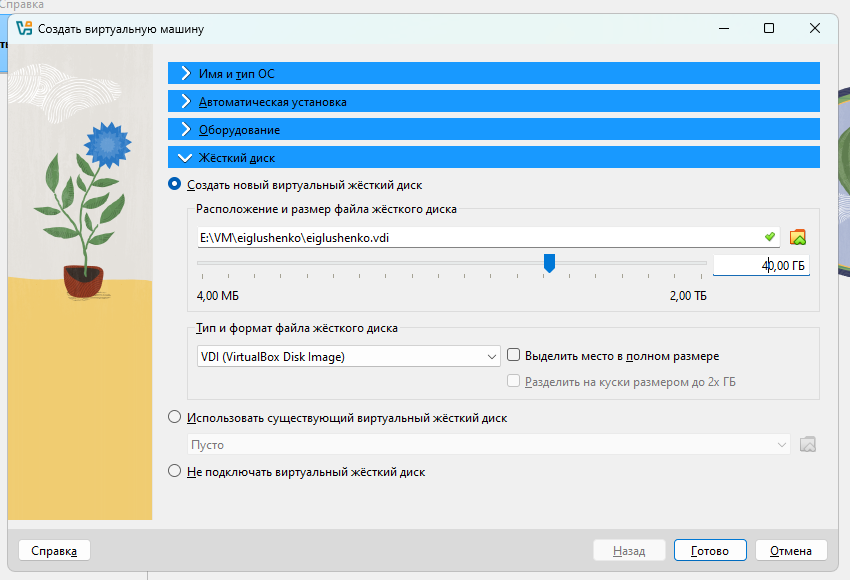 Справка
Создать виртуальную машину
Имя и тип ОС
Автоматическая установка
Оборудование
Жёсткий диск
Создать новый виртуальный жёсткий диск
Расположение и размер файла жёсткого диска
E:\VM\eiglushenko\eiglushenko.vdi
40,00 ГБ
4,00 МБ
2,00 ТБ
Тип и формат файла жёсткого диска
VDI (VirtualBox Disk Image)
Выделить место в полном размере
Разделить на куски размером до 2х ГБ
Использовать существующий виртуальный жёсткий диск
Пусто
Не подключать виртуальный жёсткий диск
Справка
Назад
Готово
Отмена